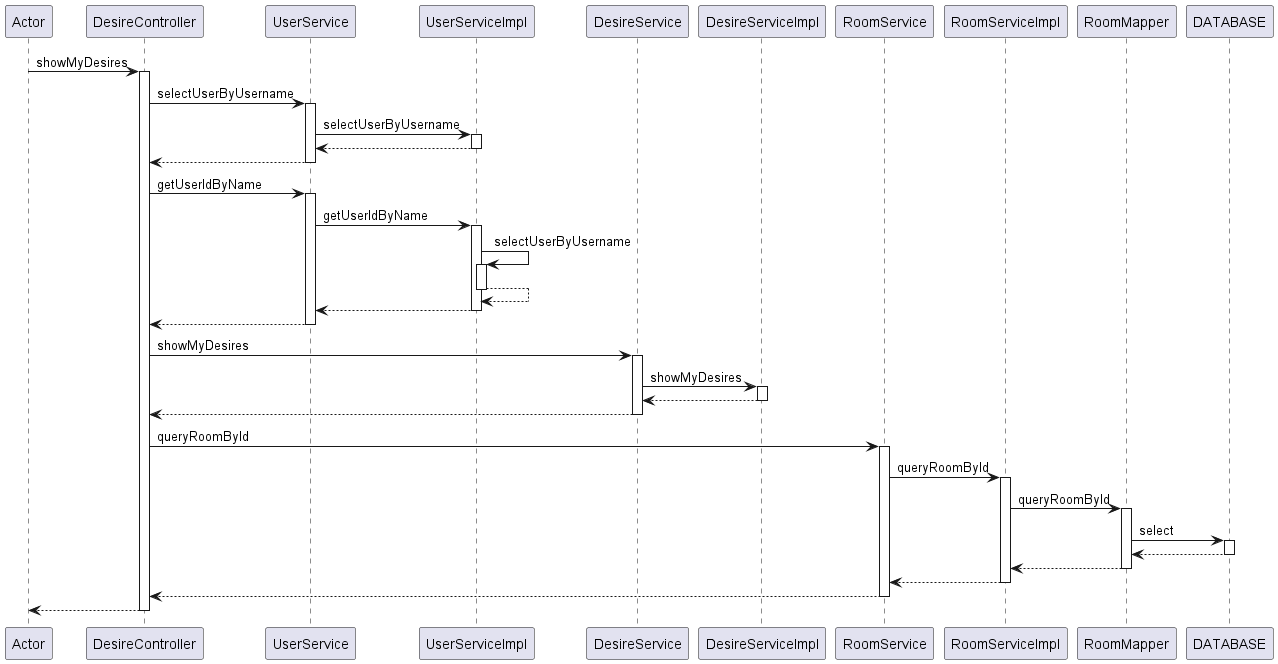 Actor DesireController UserService UserServiceImpl DesireService DesireServiceImpl RoomService RoomServiceImpl RoomMapper DATABASE
showMyDesires
selectUserByUsername
selectUserByUsername
getUserIdByName
getUserIdByName
selectUserByUsername
showMyDesires
showMyDesires
queryRoomById
queryRoomById
queryRoomById
select
Actor DesireController UserService UserServiceImpl DesireService DesireServiceImpl RoomService RoomServiceImpl RoomMapper DATABASE